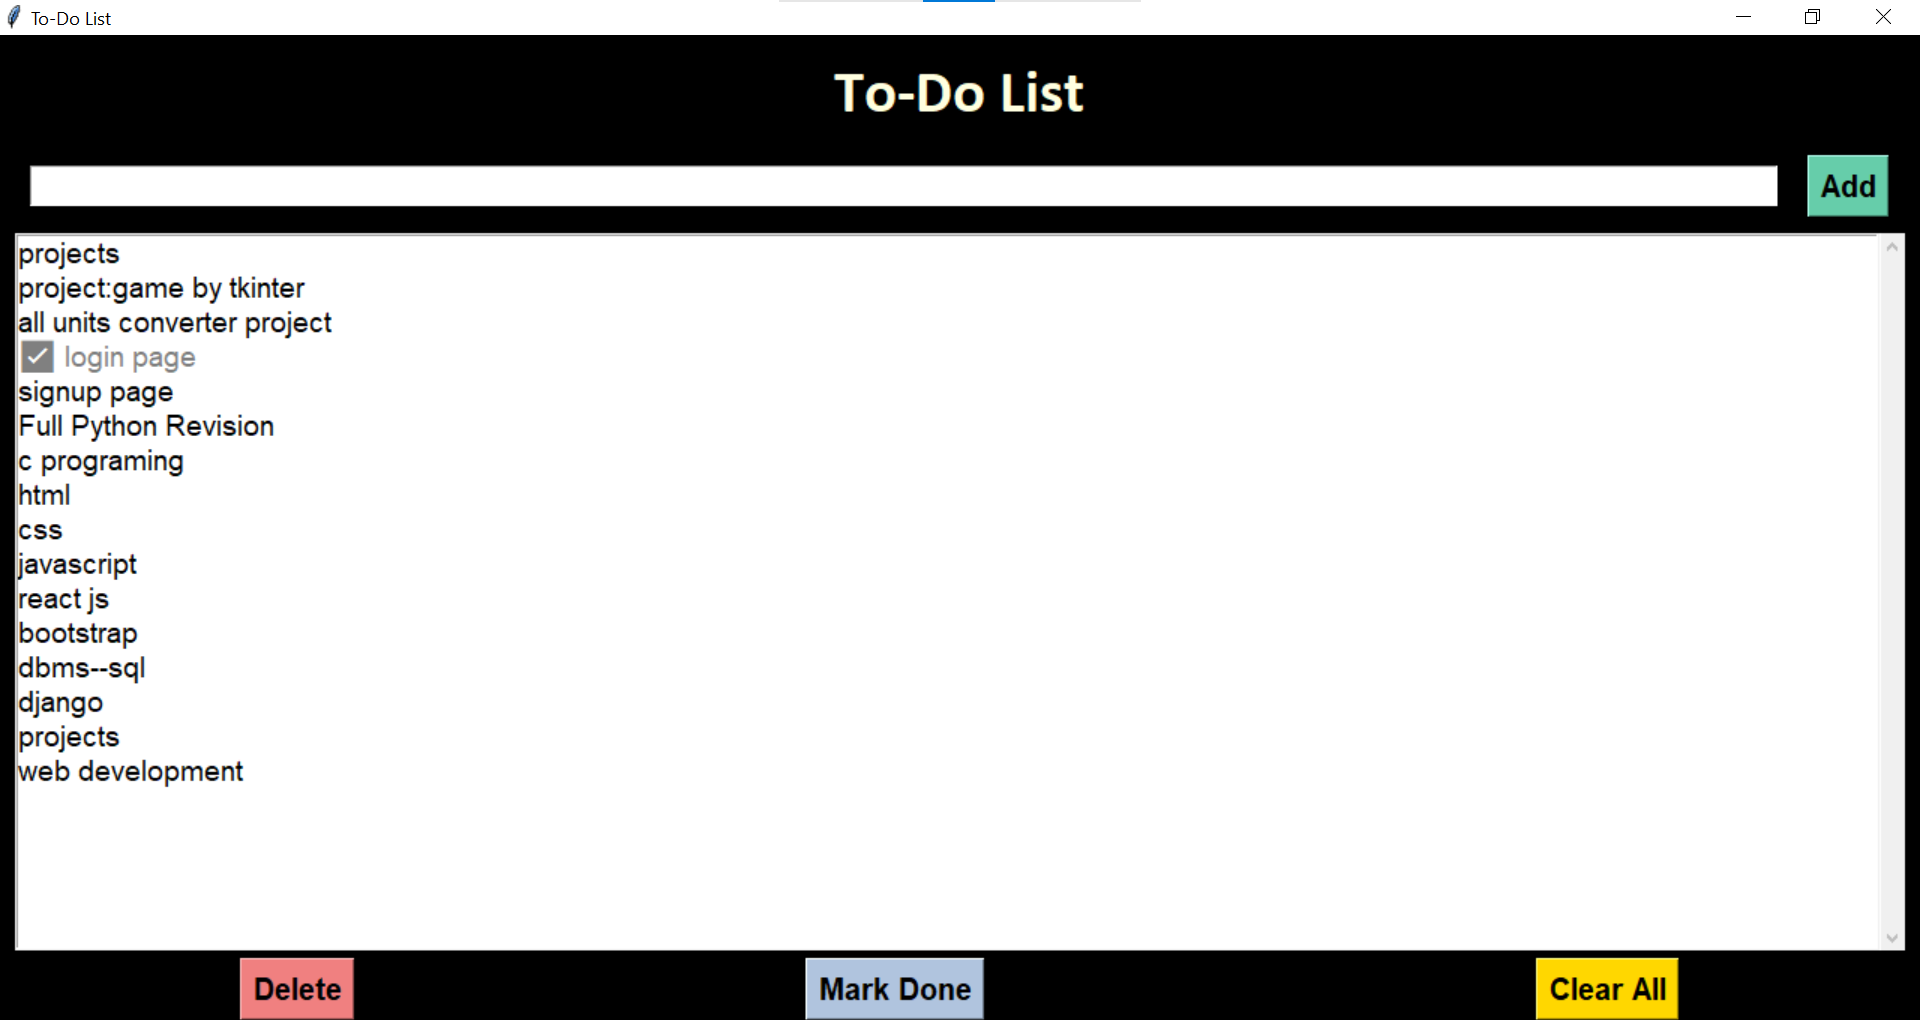 To-Do List
To-Do List
Add
projects
project:game by tkinter
all units converter project
login page
signup page
Full Python Revision
c programing
html
css
javascript
react js
bootstrap
dbms--sql
django
projects
web development
Delete
Mark Done
Clear All